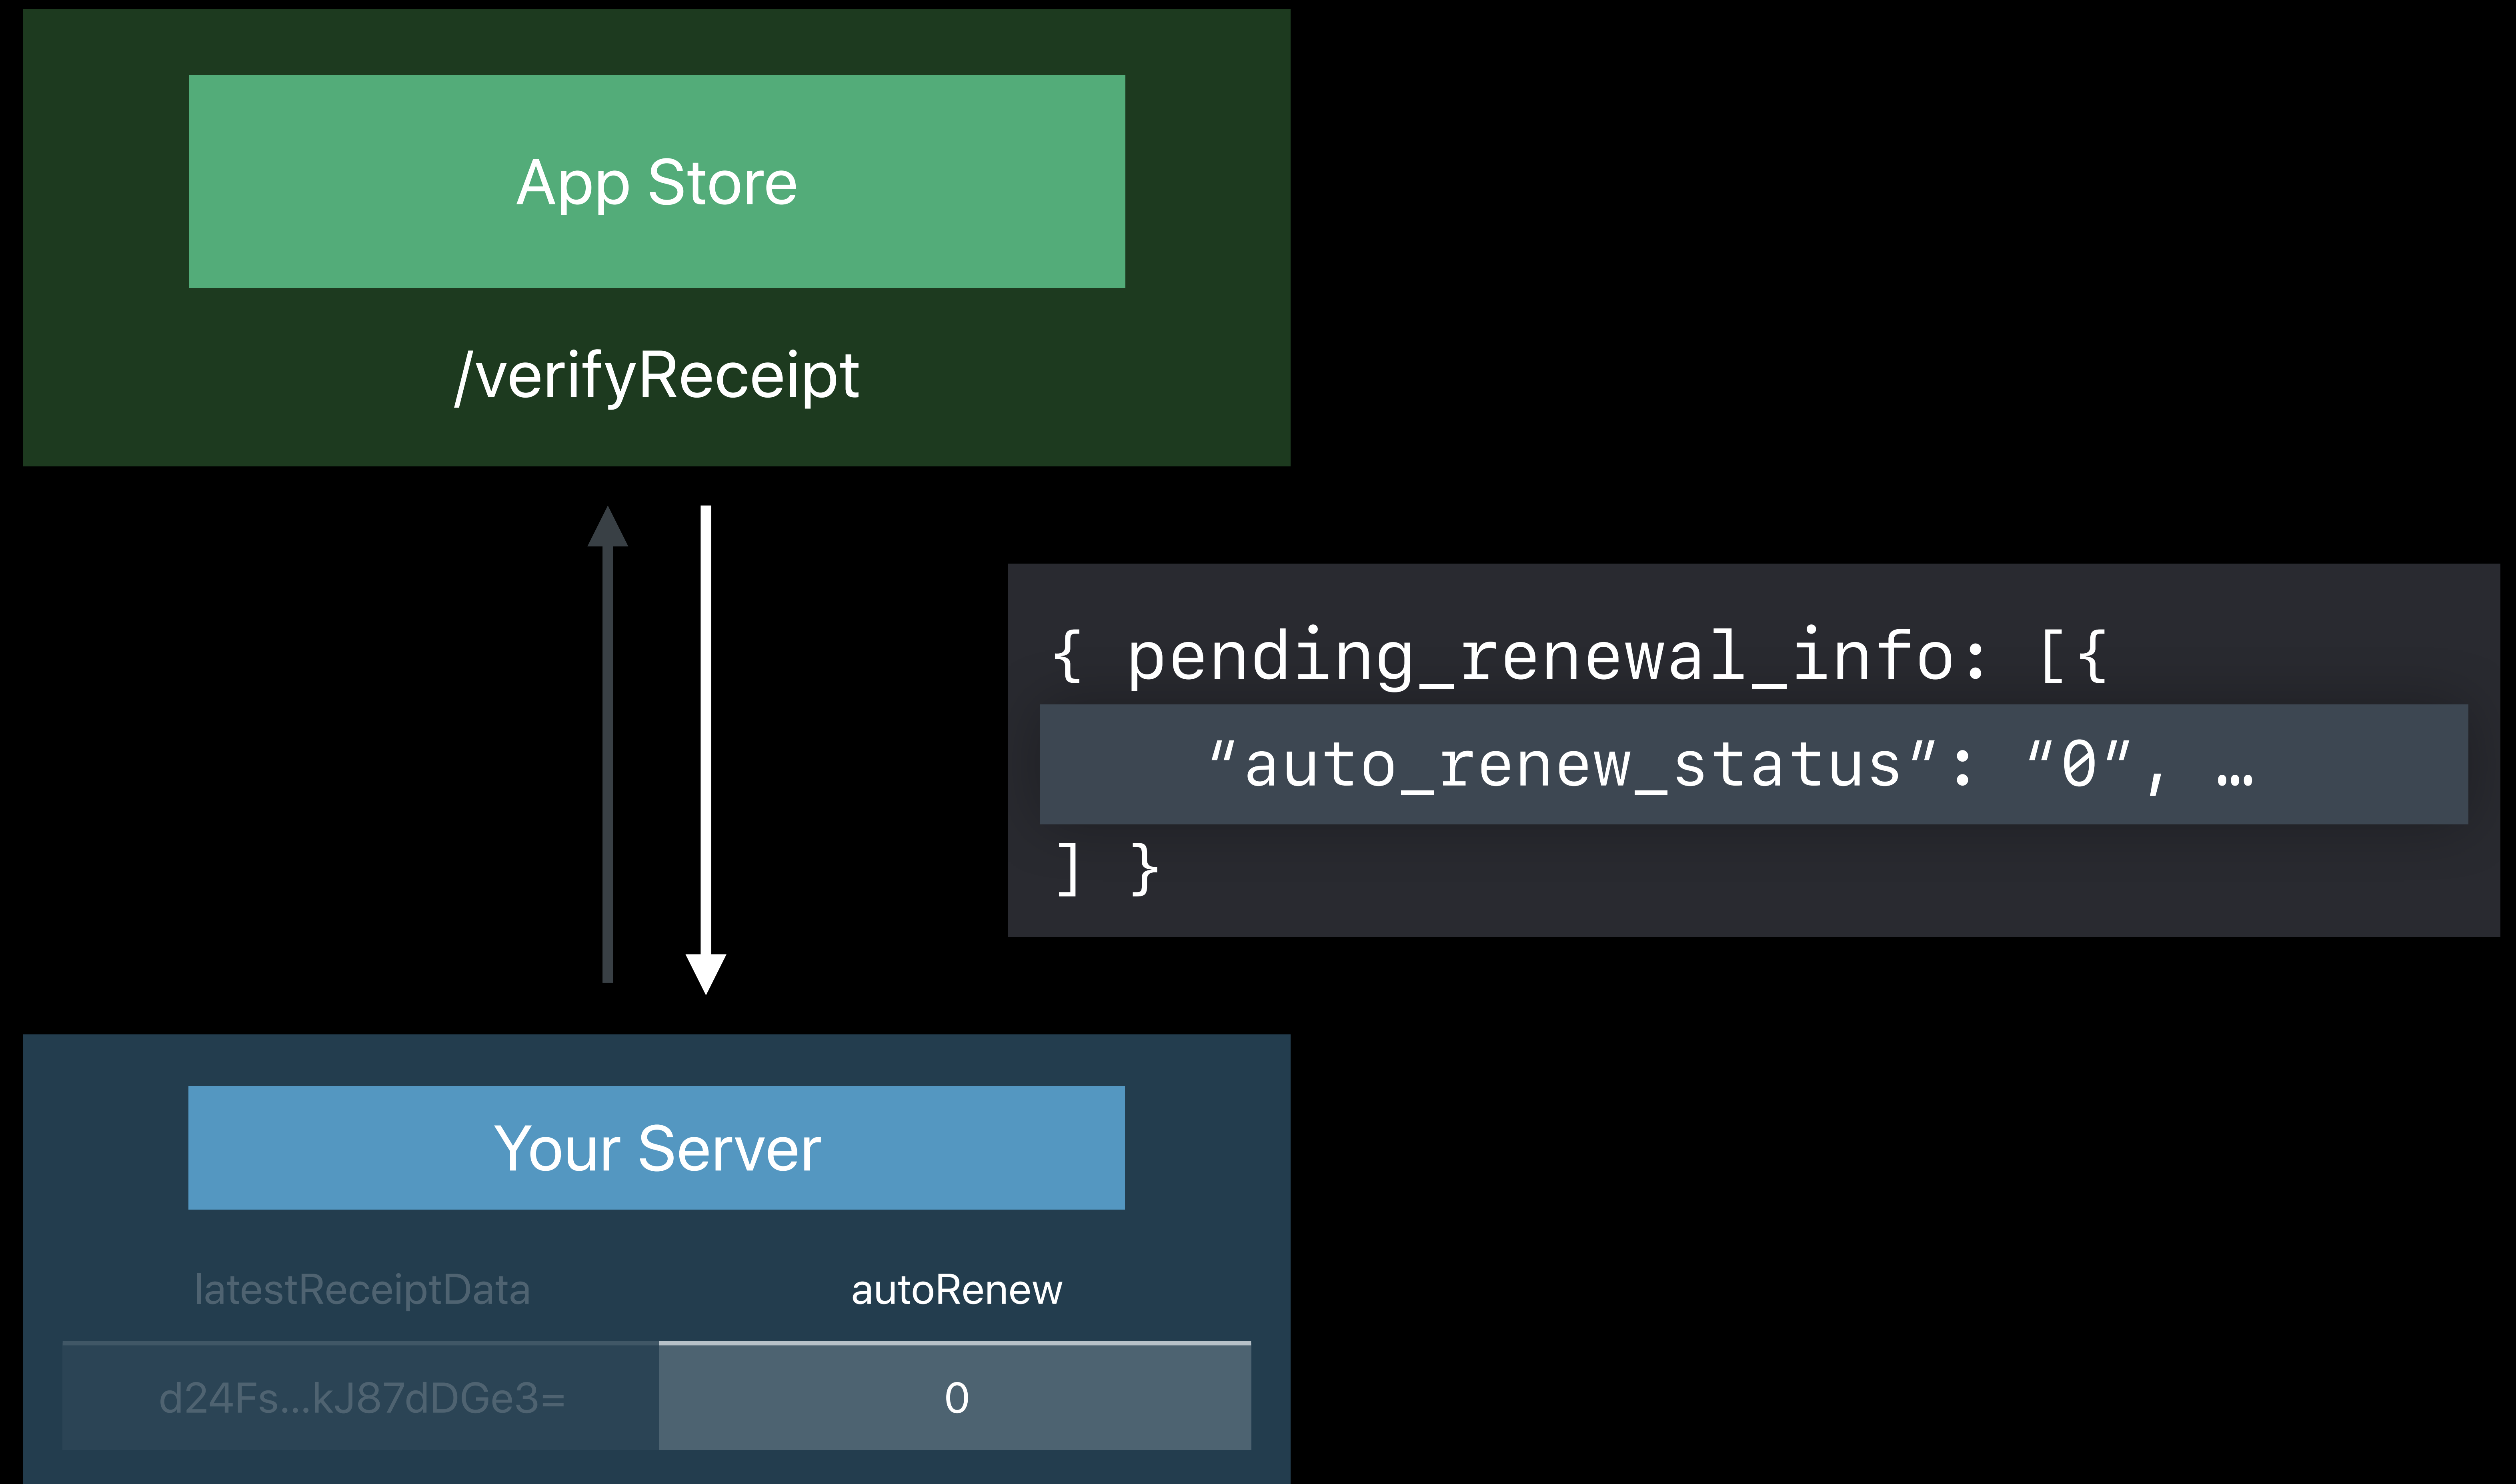 App Store
/verifyReceipt
{ pending_renewal_info: [{
“auto_renew_status”: “0”, …
] }
Your Server
latestReceiptData autoRenew
d24Fs...kJ87dDGe3= 0